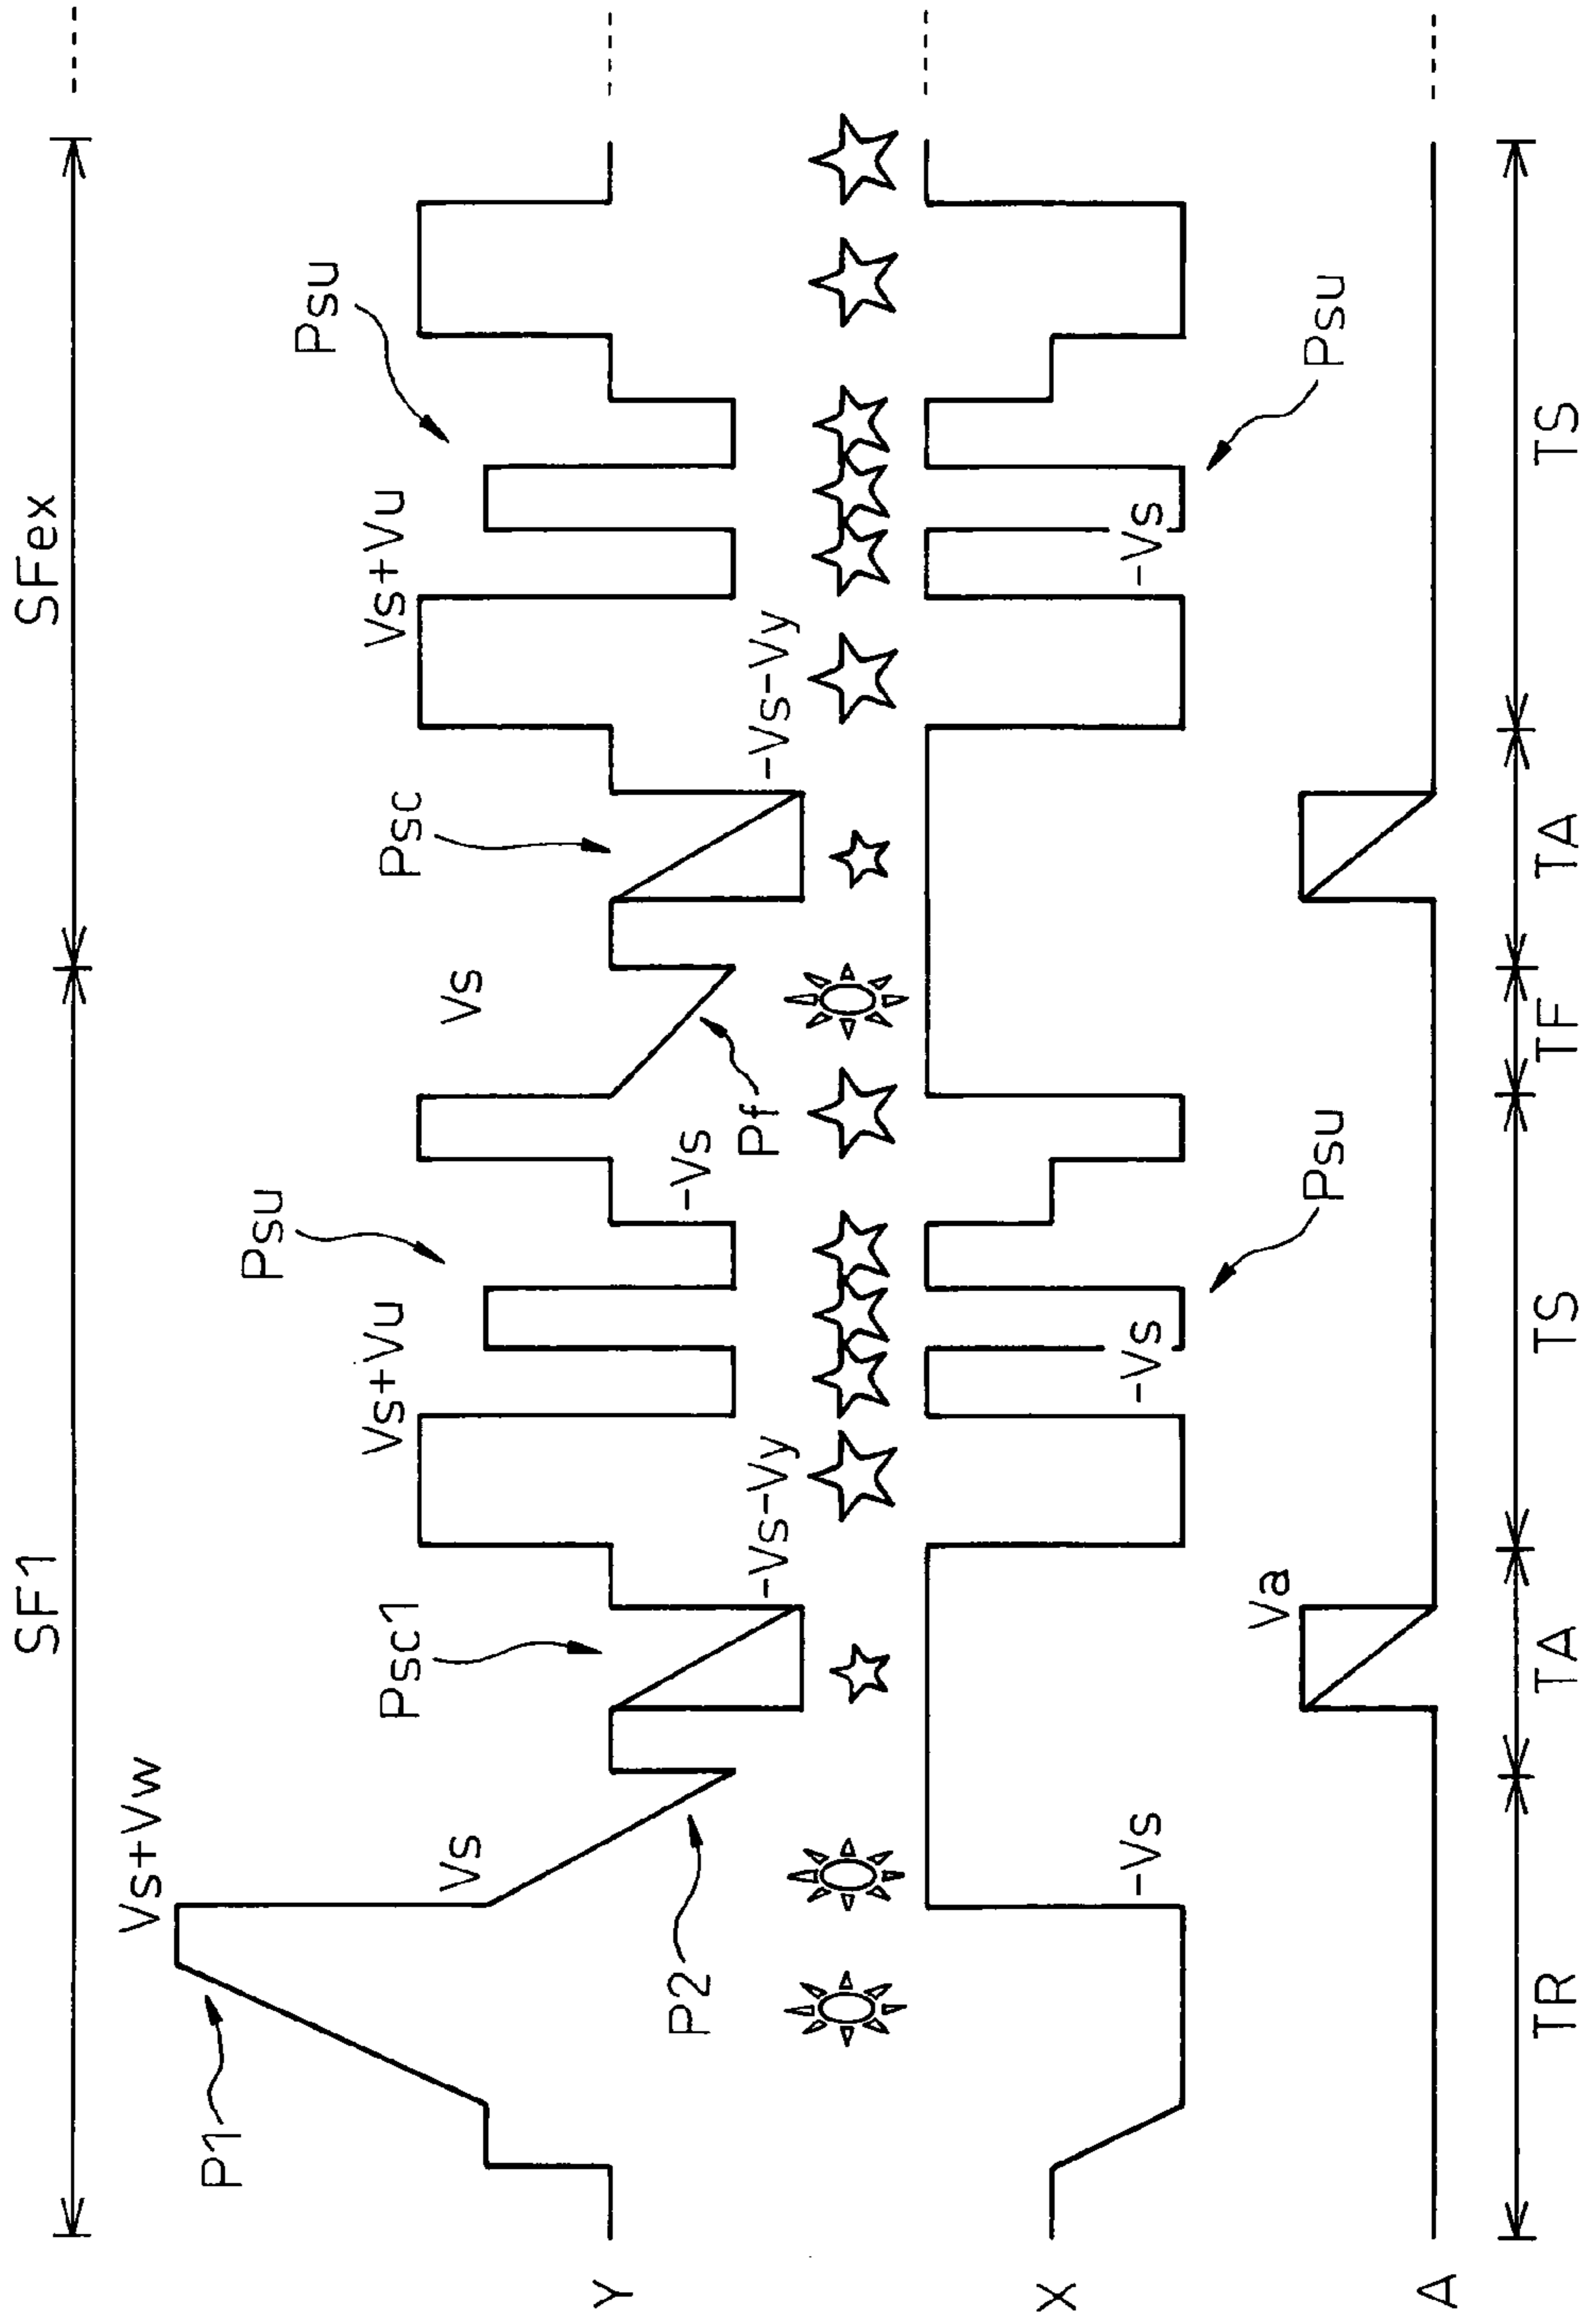 SF1 SFex
Vs+Vw
P1
Psu Psu
Vs+Vu Vs+Vu
Psc1 Psc
Vs Vs
P2 -Vs
Pf
-Vs-Vy -Vs-Vy
Y
X
-Vs -Vs -Vs
Va
Psu Psu
A
TR TA TS TF TA TS